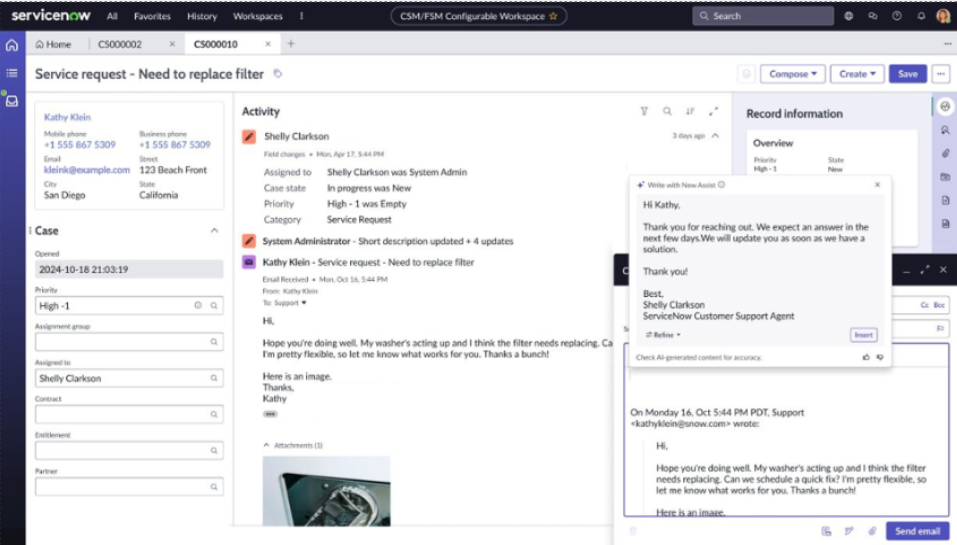 servicenow All Favorites History Workspaces CSM/FSM Configurable Workspace Search
Home CS000002 × CS000010 × +
Service request - Need to replace filter Compose Create Save
Kathy Klein
Mobile phone Business phone
+1 555 867 5309 +1 555 867 5309
Email Street
kleink@example.com 123 Beach Front
City State
San Diego California
Case
Opened
2024-10-18 21:03:19
Priority
High -1
Assignment group
Assigned to
Shelly Clarkson
Contract
Entitlement
Partner
Activity
Shelly Clarkson 3 days ago
Field changes • Mon, Apr 17, 5:44 PM
Assigned to Shelly Clarkson was System Admin
Case state In progress was New
Priority High - 1 was Empty
Category Service Request
System Administrator - Short description updated + 4 updates
Kathy Klein - Service request - Need to replace filter
Email Received • Mon, Oct 16, 5:44 PM
From: Kathy Klein
To: Support
Hi,
Hope you're doing well. My washer's acting up and I think the filter needs replacing. Ca
I'm pretty flexible, so let me know what works for you. Thanks a bunch!
Here is an image.
Thanks,
Kathy
Attachments (1)
Record information
Overview
Priority State
High - 1 New
Write with Now Assist
Hi Kathy,
Thank you for reaching out. We expect an answer in the
next few days.We will update you as soon as we have a
solution.
Thank you!
Best,
Shelly Clarkson
ServiceNow Customer Support Agent
Refine Insert
Check AI-generated content for accuracy.
Cc Bcc
On Monday 16, Oct 5:44 PM PDT, Support
<kathyklein@snow.com> wrote:
Hi,
Hope you're doing well. My washer's acting up and I think the filter
needs replacing. Can we schedule a quick fix? I'm pretty flexible, so
let me know what works for you. Thanks a bunch!
Here is an image.
Send email